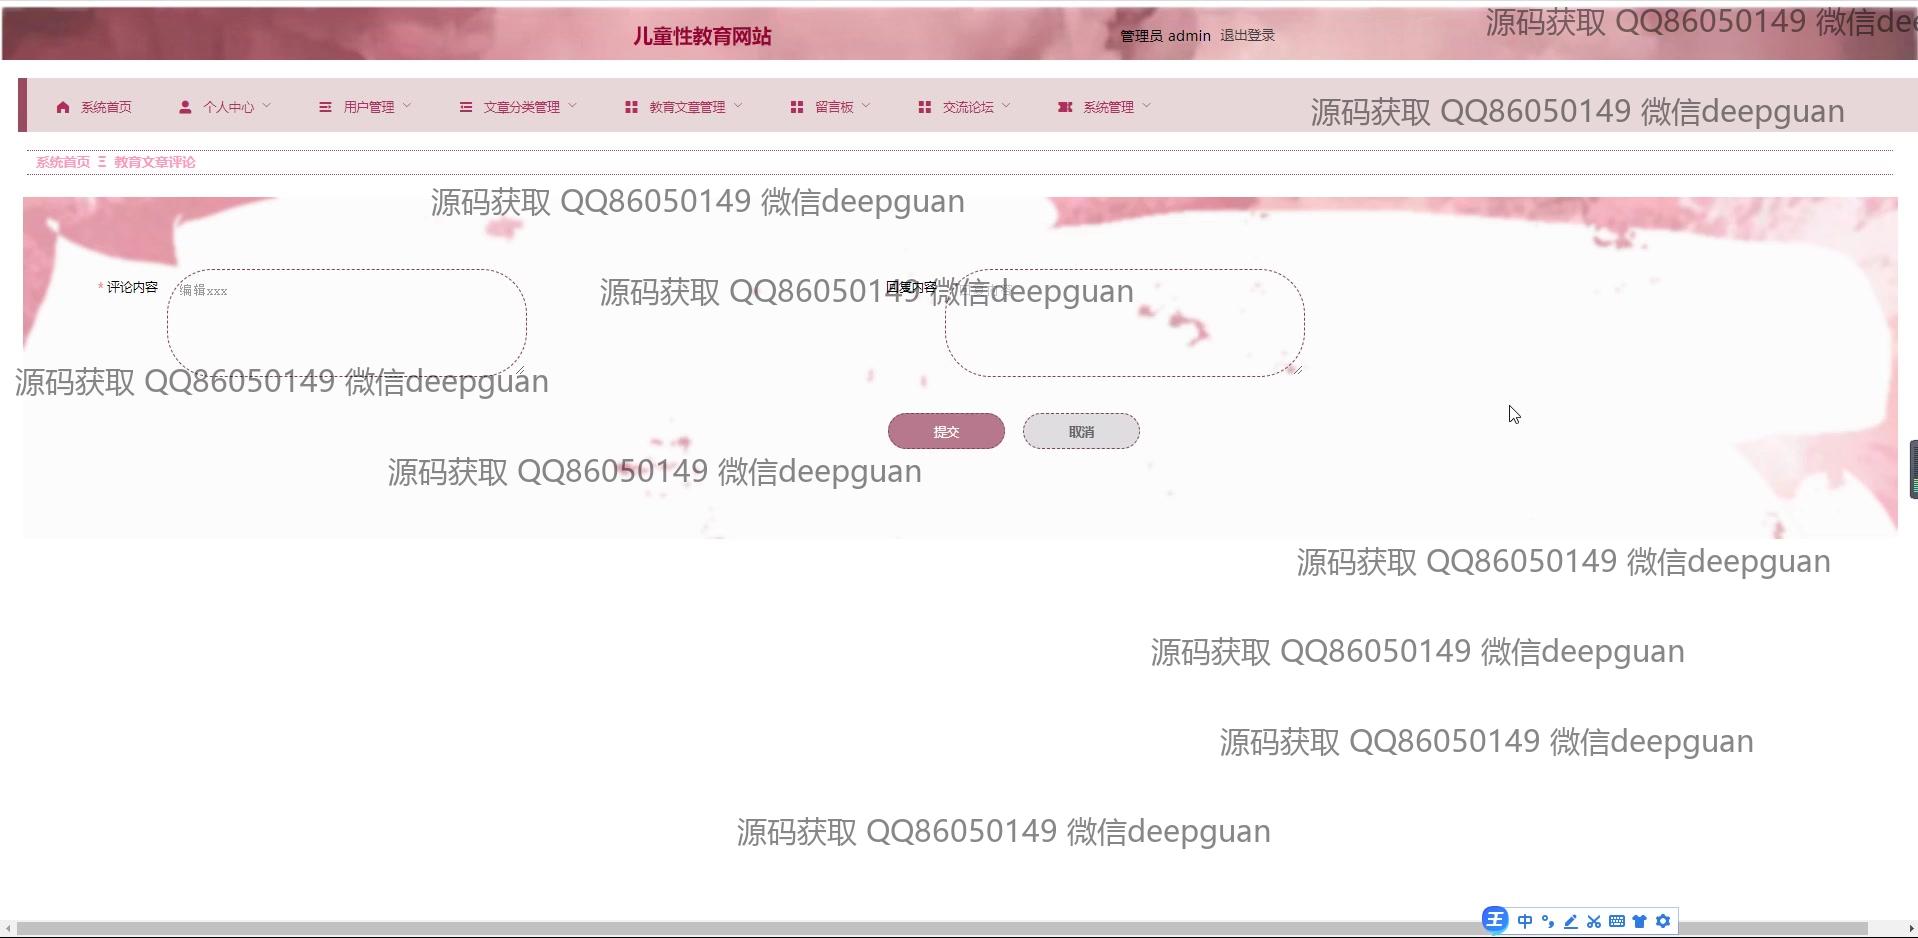 儿童性教育网站
管理员 admin 退出登录
源码获取 QQ86050149 微信dee
系统首页 个人中心 用户管理 文章分类管理 教育文章管理 留言板 交流论坛 系统管理
源码获取 QQ86050149 微信deepguan
系统首页 Ξ 教育文章评论
源码获取 QQ86050149 微信deepguan
* 评论内容 编辑xxx
回复内容
源码获取 QQ86050149 微信deepguan
源码获取 QQ86050149 微信deepguan
提交 取消
源码获取 QQ86050149 微信deepguan
源码获取 QQ86050149 微信deepguan
源码获取 QQ86050149 微信deepguan
源码获取 QQ86050149 微信deepguan
源码获取 QQ86050149 微信deepguan
王 中